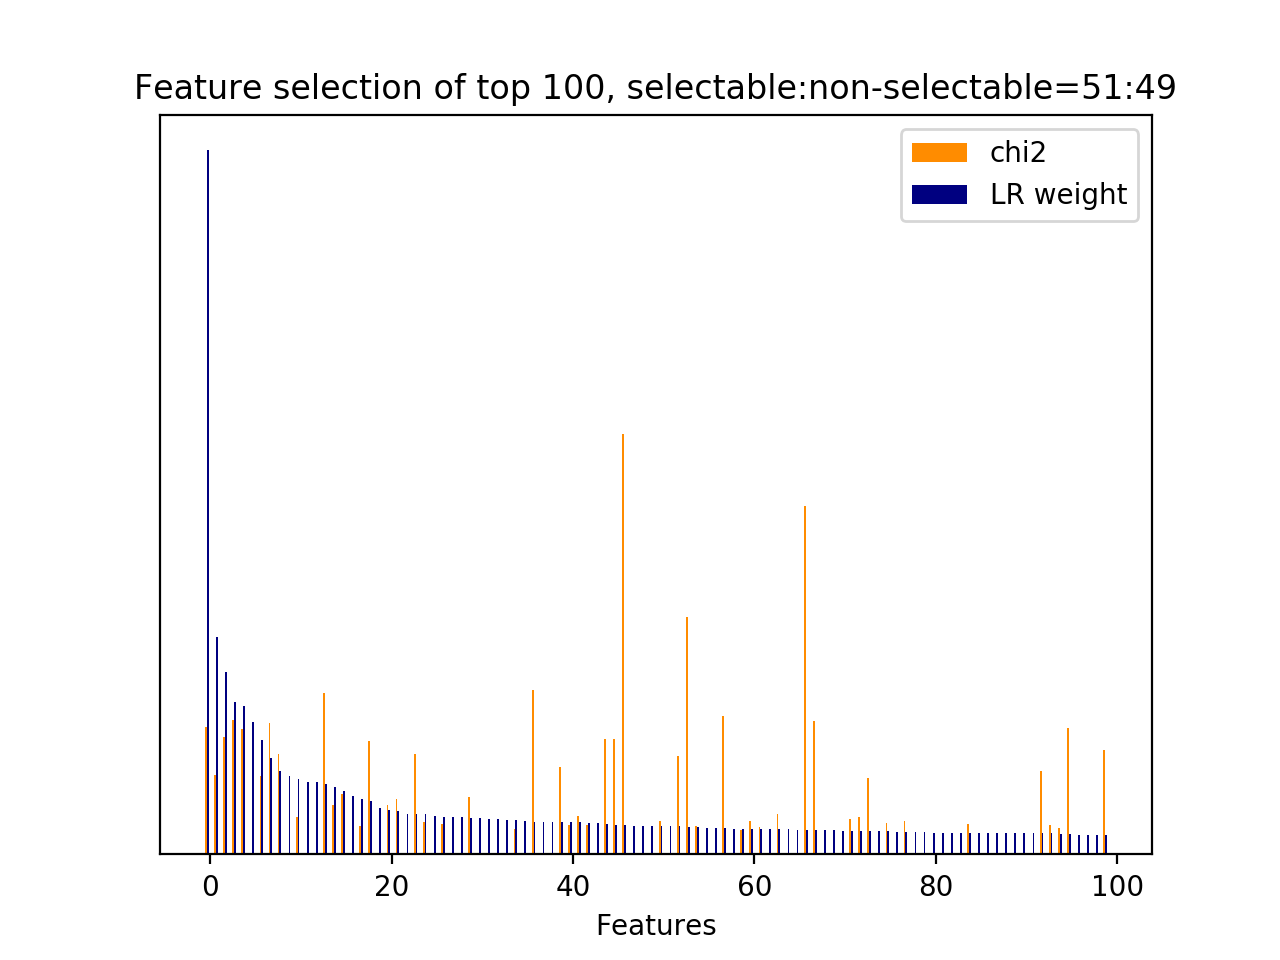 Feature selection of top 100, selectable:non-selectable=51:49
chi2
LR weight
0 20 40 60 80 100
Features